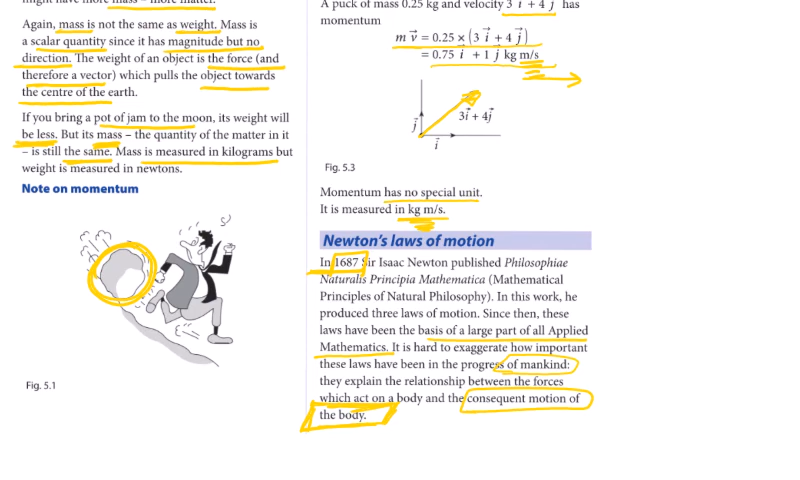 might have more mass – more matter.
Again, mass is not the same as weight. Mass is
a scalar quantity since it has magnitude but no
direction. The weight of an object is the force (and
therefore a vector) which pulls the object towards
the centre of the earth.
If you bring a pot of jam to the moon, its weight will
be less. But its mass – the quantity of the matter in it
– is still the same. Mass is measured in kilograms but
weight is measured in newtons.
Note on momentum
Fig. 5.1
A puck of mass 0.25 kg and velocity 3 i⃗ + 4 j⃗ has
momentum
m v⃗ = 0.25 × (3 i⃗ + 4 j⃗)
= 0.75 i⃗ + 1 j⃗ kg m/s
3i⃗ + 4j⃗
j⃗
i⃗
Fig. 5.3
Momentum has no special unit.
It is measured in kg m/s.
Newton's laws of motion
In 1687 Sir Isaac Newton published Philosophiae
Naturalis Principia Mathematica (Mathematical
Principles of Natural Philosophy). In this work, he
produced three laws of motion. Since then, these
laws have been the basis of a large part of all Applied
Mathematics. It is hard to exaggerate how important
these laws have been in the progress of mankind:
they explain the relationship between the forces
which act on a body and the consequent motion of
the body.